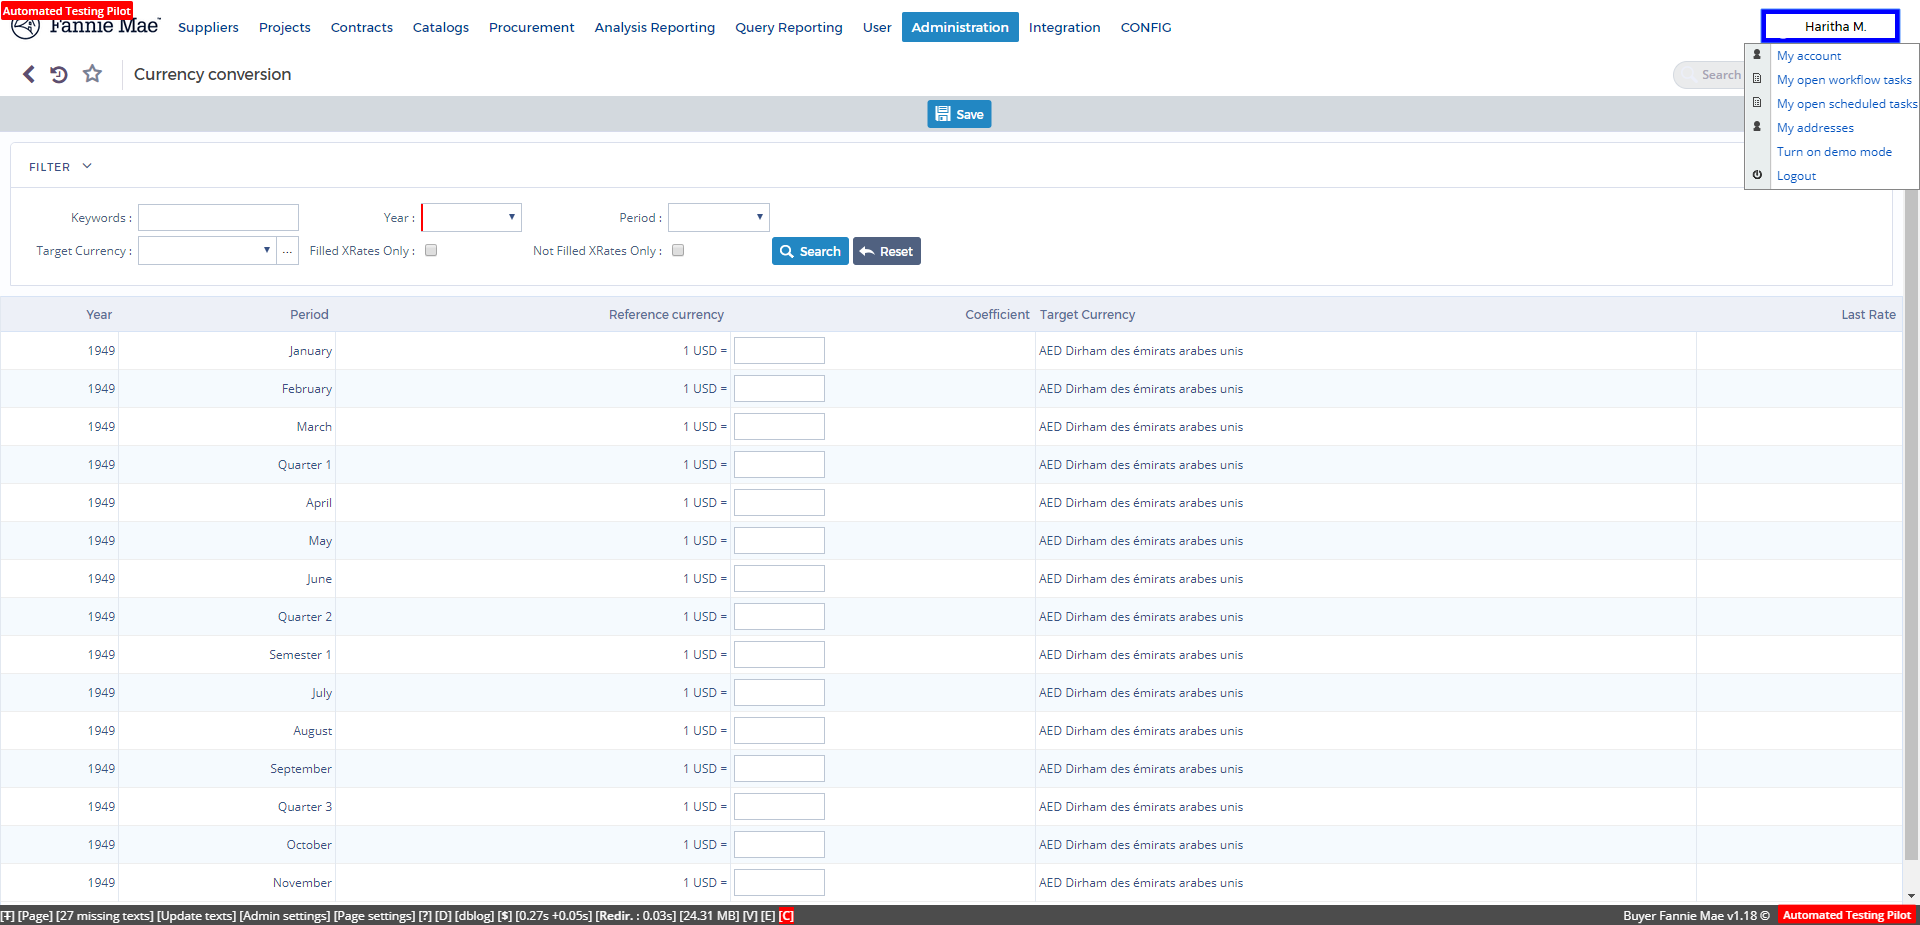 Automated Testing Pilot
Fannie Mae
Suppliers Projects Contracts Catalogs Procurement Analysis Reporting Query Reporting User Administration Integration CONFIG
Haritha M.
My account
My open workflow tasks
My open scheduled tasks
My addresses
Turn on demo mode
Logout
Currency conversion
Search
Save
FILTER
Keywords : Year : Period :
Target Currency : ... Filled XRates Only : Not Filled XRates Only : Search Reset
Year Period Reference currency Coefficient Target Currency Last Rate
1949 January 1 USD = AED Dirham des émirats arabes unis
1949 February 1 USD = AED Dirham des émirats arabes unis
1949 March 1 USD = AED Dirham des émirats arabes unis
1949 Quarter 1 1 USD = AED Dirham des émirats arabes unis
1949 April 1 USD = AED Dirham des émirats arabes unis
1949 May 1 USD = AED Dirham des émirats arabes unis
1949 June 1 USD = AED Dirham des émirats arabes unis
1949 Quarter 2 1 USD = AED Dirham des émirats arabes unis
1949 Semester 1 1 USD = AED Dirham des émirats arabes unis
1949 July 1 USD = AED Dirham des émirats arabes unis
1949 August 1 USD = AED Dirham des émirats arabes unis
1949 September 1 USD = AED Dirham des émirats arabes unis
1949 Quarter 3 1 USD = AED Dirham des émirats arabes unis
1949 October 1 USD = AED Dirham des émirats arabes unis
1949 November 1 USD = AED Dirham des émirats arabes unis
[T] [Page] [27 missing texts] [Update texts] [Admin settings] [Page settings] [?] [D] [dblog] [$] [0.27s +0.05s] [Redir. : 0.03s] [24.31 MB] [V] [E] [C]
Buyer Fannie Mae v1.18 © Automated Testing Pilot